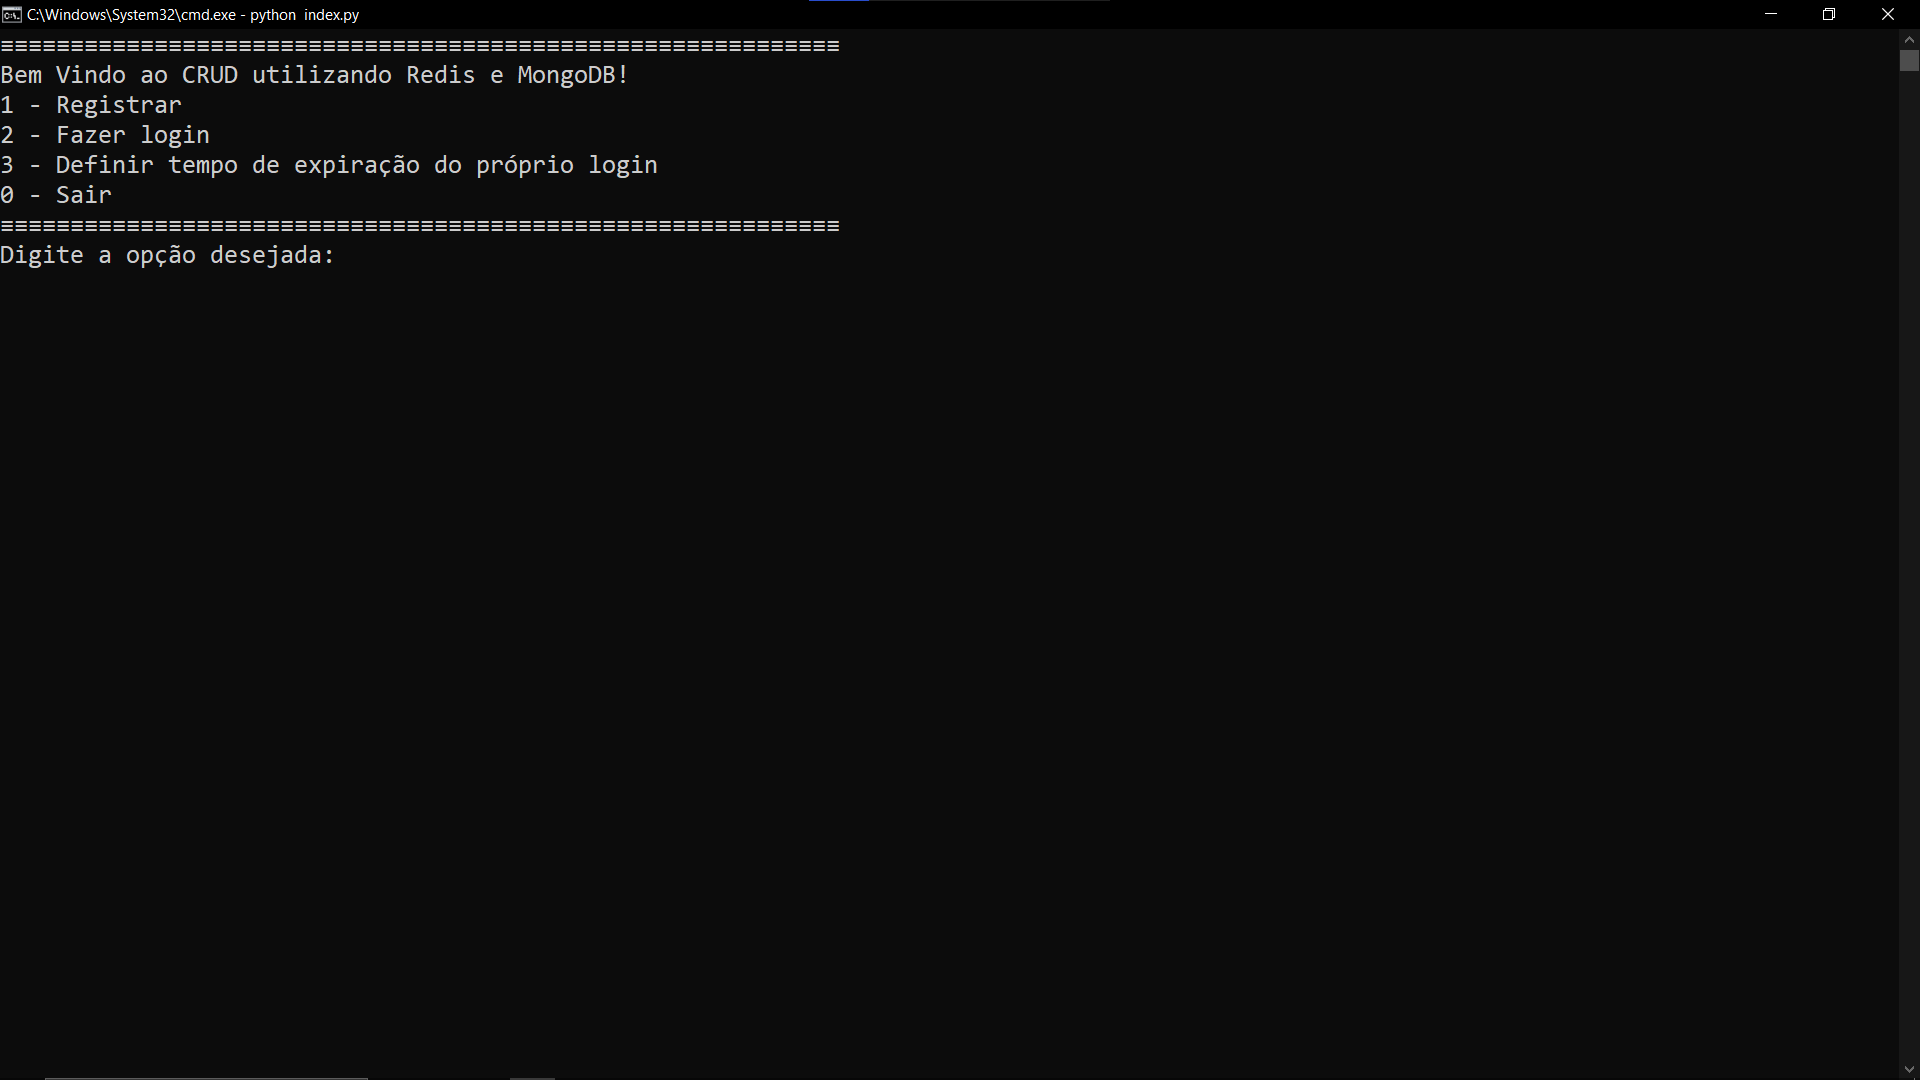 C:\Windows\System32\cmd.exe - python  index.py
============================================================
Bem Vindo ao CRUD utilizando Redis e MongoDB!
1 - Registrar
2 - Fazer login
3 - Definir tempo de expiração do próprio login
0 - Sair
============================================================
Digite a opção desejada: